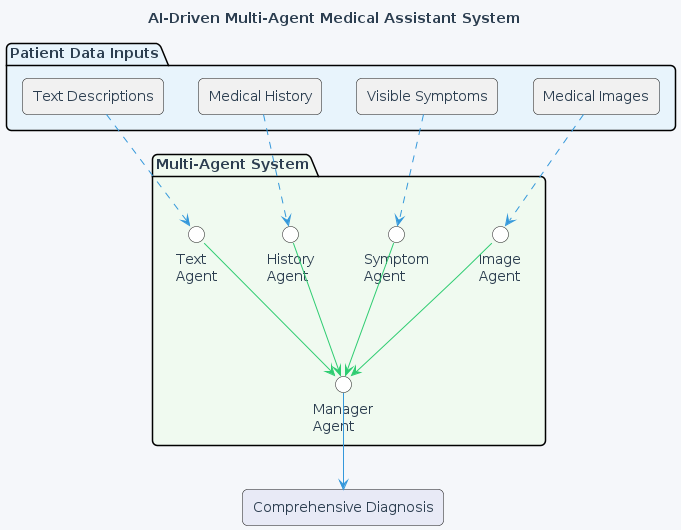 AI-Driven Multi-Agent Medical Assistant System
Patient Data Inputs
Text Descriptions
Medical History
Visible Symptoms
Medical Images
Multi-Agent System
Text
Agent
History
Agent
Symptom
Agent
Image
Agent
Manager
Agent
Comprehensive Diagnosis